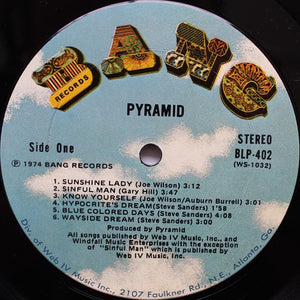 BANG
RECORDS
PYRAMID
Side One
STEREO
BLP-402
(WS-1032)
℗ 1974 BANG RECORDS
1. SUNSHINE LADY (Joe Wilson) 3:12
2. SINFUL MAN (Gary Hill) 3:47
3. KNOW YOURSELF (Joe Wilson/Auburn Burrell) 3:01
4. HYPOCRITE'S DREAM (Steve Sanders) 3:58
5. BLUE COLORED DAYS (Steve Sanders) 4:08
6. WAYSIDE DREAM (Steve Sanders) 3:48
Produced by Pyramid
All songs published by Web IV Music, Inc., and
Windfall Music Enterprises with the exception
of "Sinful Man" which is published by
Web IV Music, Inc.
Div. of Web IV Music Inc., 2107 Faulkner Rd., N.E., Atlanta, Ga.